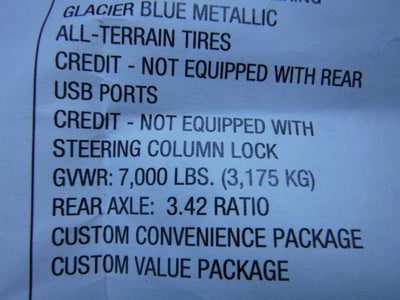 GLACIER BLUE METALLIC
ALL-TERRAIN TIRES
CREDIT - NOT EQUIPPED WITH REAR
USB PORTS
CREDIT - NOT EQUIPPED WITH
STEERING COLUMN LOCK
GVWR: 7,000 LBS. (3,175 KG)
REAR AXLE: 3.42 RATIO
CUSTOM CONVENIENCE PACKAGE
CUSTOM VALUE PACKAGE